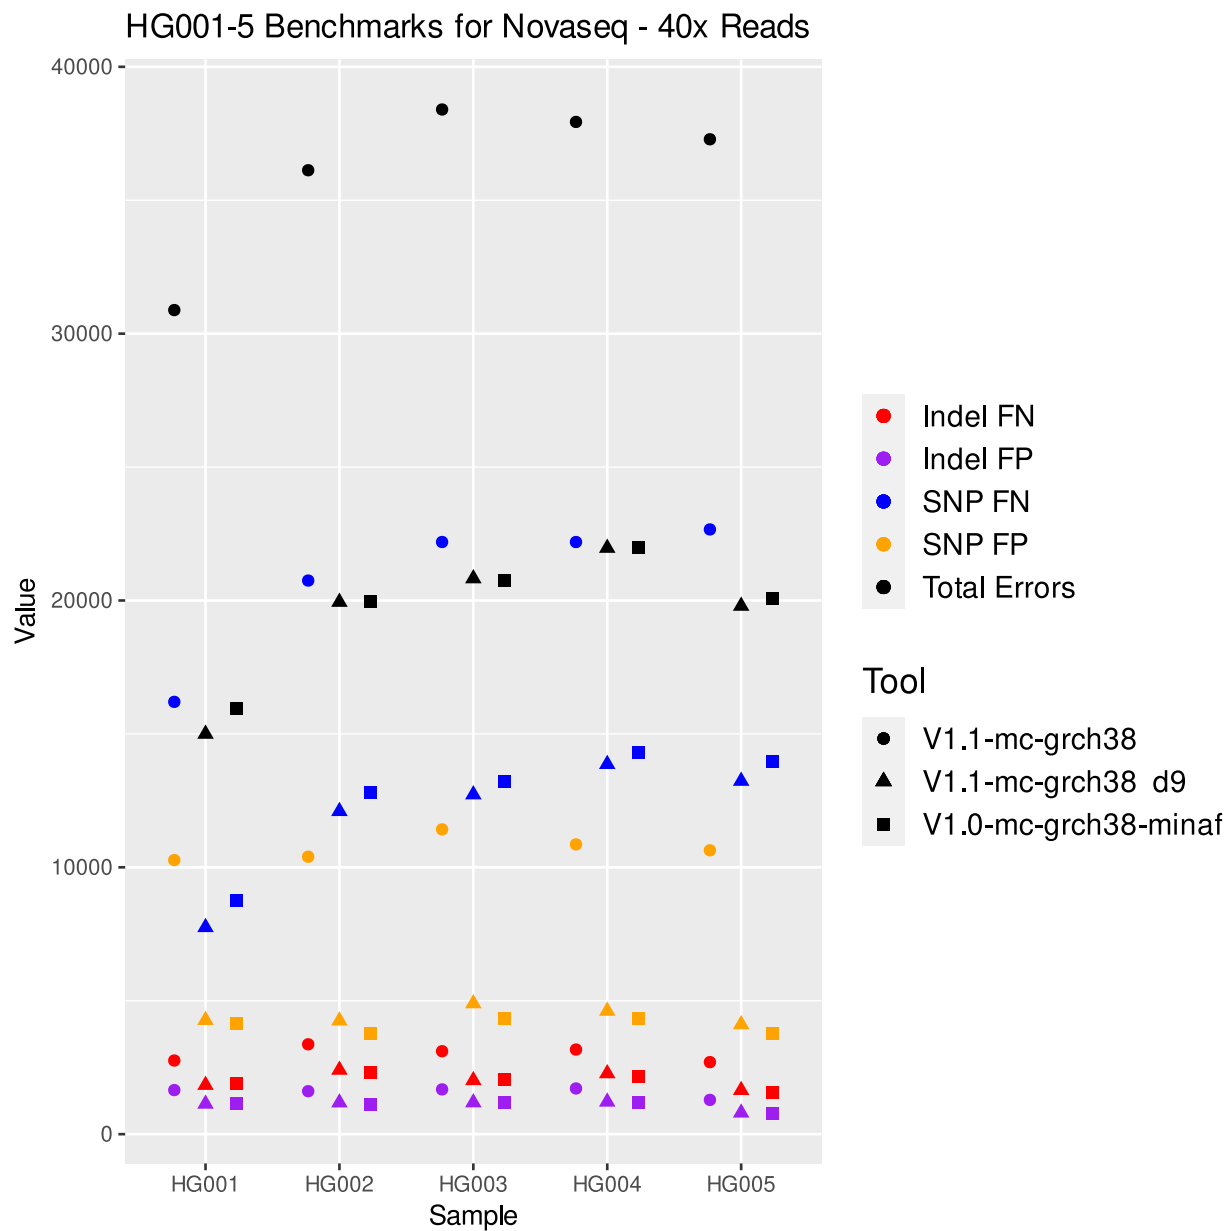 HG001-5 Benchmarks for Novaseq - 40x Reads
40000
30000
20000
10000
0
Value
HG001 HG002 HG003 HG004 HG005
Sample
Indel FN
Indel FP
SNP FN
SNP FP
Total Errors
Tool
V1.1-mc-grch38
V1.1-mc-grch38 d9
V1.0-mc-grch38-minaf